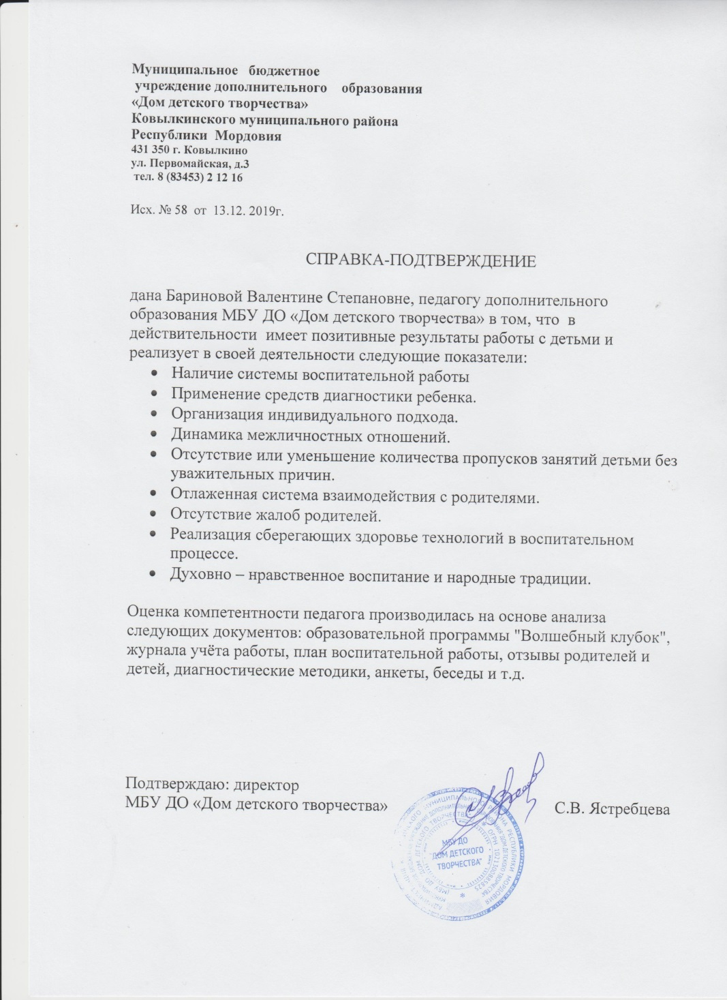 Муниципальное бюджетное
учреждение дополнительного образования
«Дом детского творчества»
Ковылкинского муниципального района
Республики Мордовия
431 350 г. Ковылкино
ул. Первомайская, д.3
тел. 8 (83453) 2 12 16
Исх. № 58 от 13.12. 2019г.
СПРАВКА-ПОДТВЕРЖДЕНИЕ
дана Бариновой Валентине Степановне, педагогу дополнительного
образования МБУ ДО «Дом детского творчества» в том, что в
действительности имеет позитивные результаты работы с детьми и
реализует в своей деятельности следующие показатели:
• Наличие системы воспитательной работы
• Применение средств диагностики ребенка.
• Организация индивидуального подхода.
• Динамика межличностных отношений.
• Отсутствие или уменьшение количества пропусков занятий детьми без
уважительных причин.
• Отлаженная система взаимодействия с родителями.
• Отсутствие жалоб родителей.
• Реализация сберегающих здоровье технологий в воспитательном
процессе.
• Духовно – нравственное воспитание и народные традиции.
Оценка компетентности педагога производилась на основе анализа
следующих документов: образовательной программы "Волшебный клубок",
журнала учёта работы, план воспитательной работы, отзывы родителей и
детей, диагностические методики, анкеты, беседы и т.д.
Подтверждаю: директор
МБУ ДО «Дом детского творчества»
С.В. Ястребцева
МУНИЦИПАЛЬНОГО РАЙОНА РЕСПУБЛИКИ МОРДОВИЯ
МБУ ДО
"ДОМ ДЕТСКОГО
ТВОРЧЕСТВА"